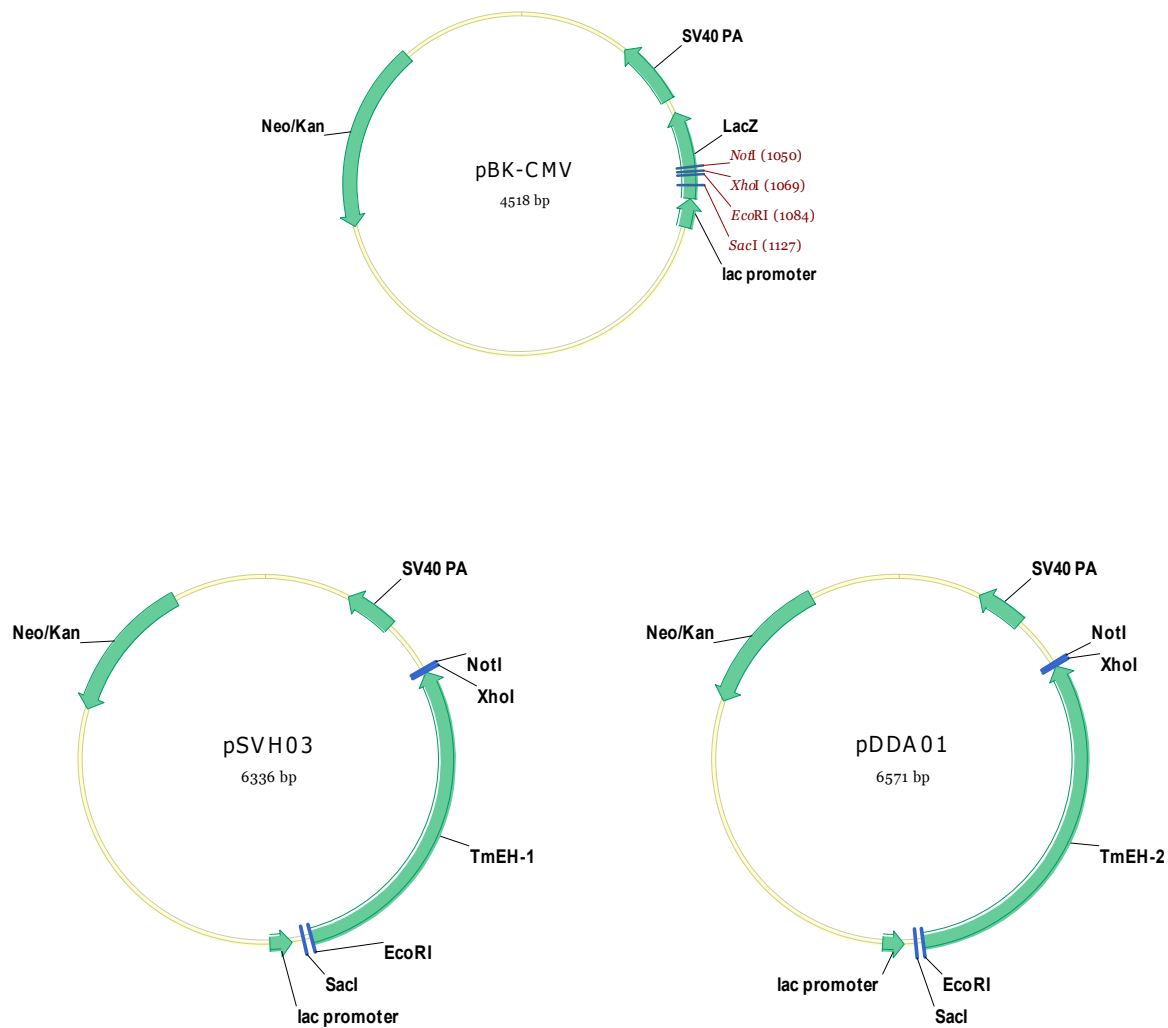 SV40 PA
Neo/Kan
LacZ
pBK-CMV
4518 bp
NotI (1050)
XhoI (1069)
EcoRI (1084)
SacI (1127)
lac promoter
SV40 PA
Neo/Kan
NotI
XhoI
pSVH03
6336 bp
TmEH-1
EcoRI
SacI
lac promoter
SV40 PA
Neo/Kan
NotI
XhoI
pDDA01
6571 bp
TmEH-2
lac promoter
EcoRI
SacI